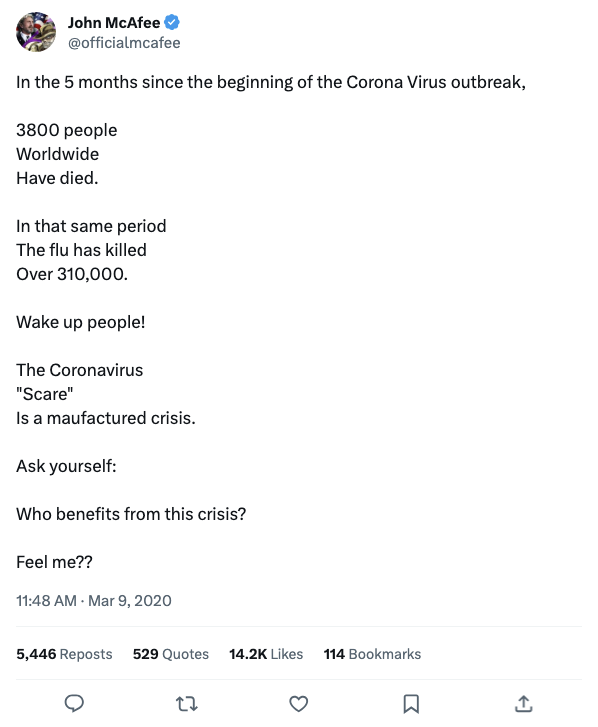 John McAfee
@officialmcafee
In the 5 months since the beginning of the Corona Virus outbreak,
3800 people
Worldwide
Have died.
In that same period
The flu has killed
Over 310,000.
Wake up people!
The Coronavirus
"Scare"
Is a maufactured crisis.
Ask yourself:
Who benefits from this crisis?
Feel me??
11:48 AM · Mar 9, 2020
5,446 Reposts 529 Quotes 14.2K Likes 114 Bookmarks